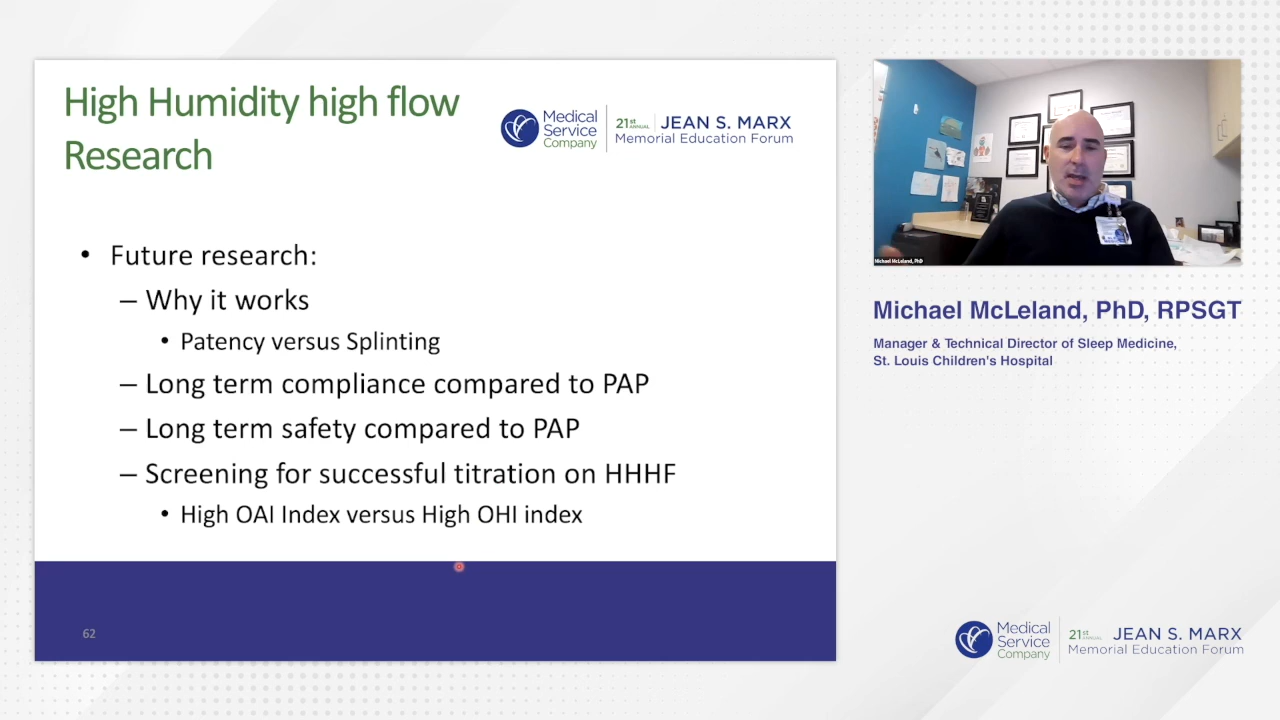 High Humidity high flow
Research
Medical
Service
Company
21st ANNUAL JEAN S. MARX
Memorial Education Forum
• Future research:
– Why it works
• Patency versus Splinting
– Long term compliance compared to PAP
– Long term safety compared to PAP
– Screening for successful titration on HHHF
• High OAI Index versus High OHI index
62
Michael McLeland, PhD
Michael McLeland, PhD, RPSGT
Manager & Technical Director of Sleep Medicine,
St. Louis Children's Hospital
Medical
Service
Company
21st ANNUAL JEAN S. MARX
Memorial Education Forum